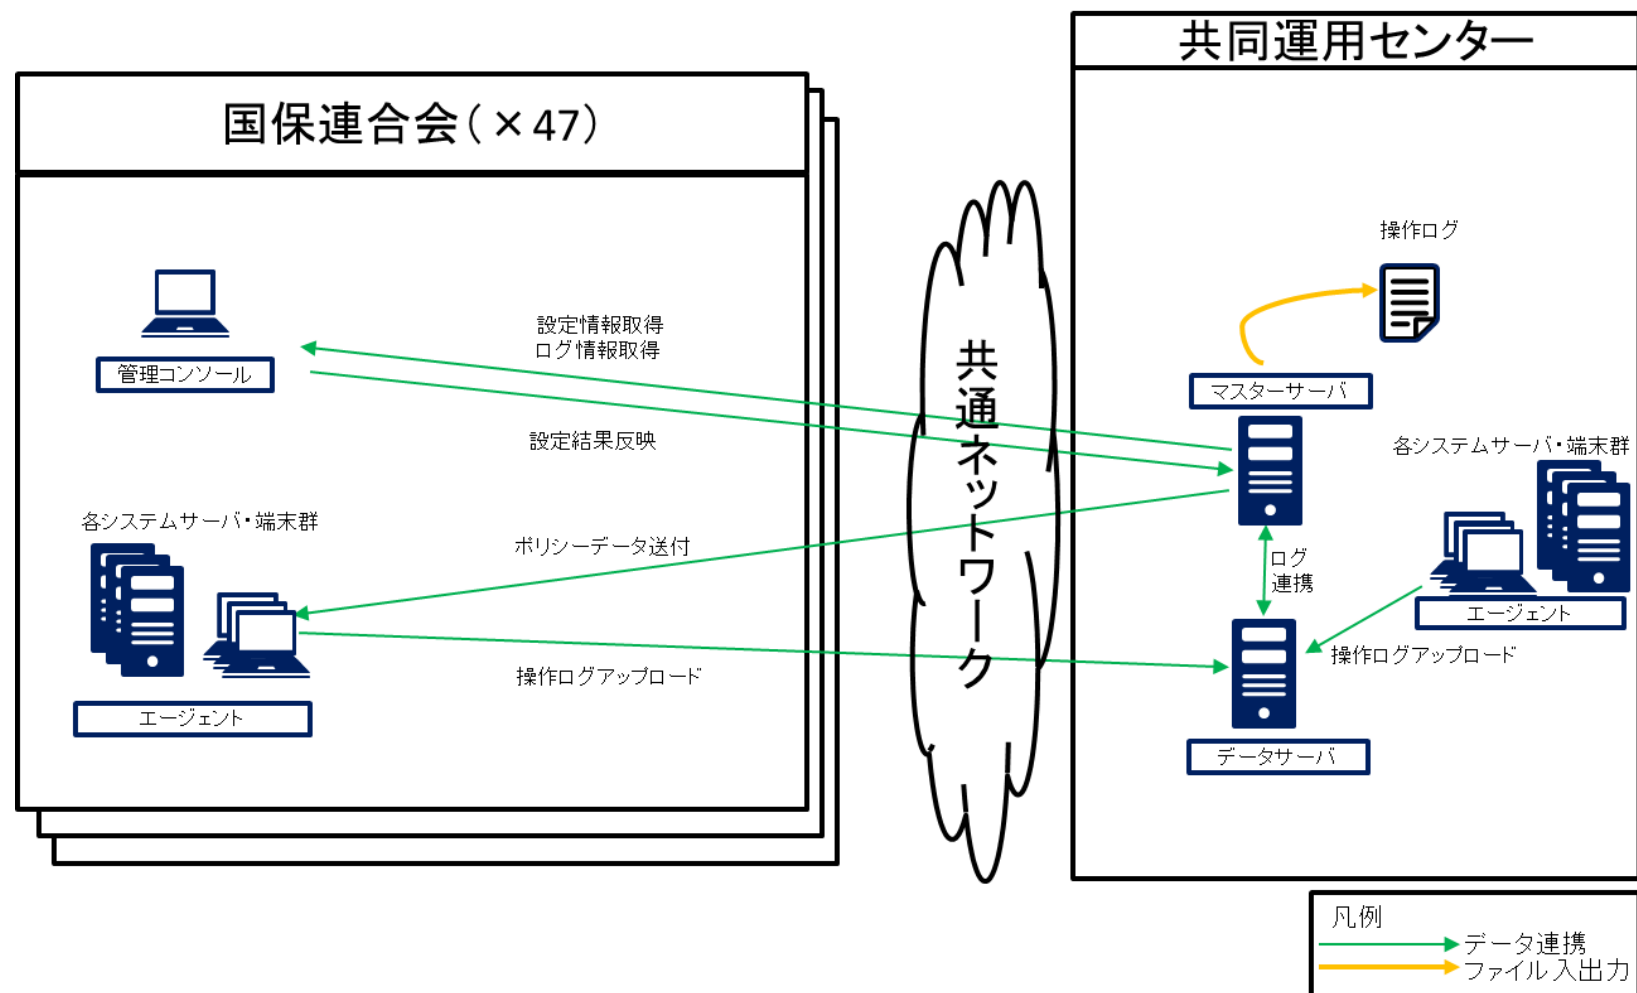 共同運用センター
国保連合会(×47)
操作ログ
設定情報取得
ログ情報取得
管理コンソール
マスターサーバ
設定結果反映
各システムサーバ・端末群
各システムサーバ・端末群
ポリシーデータ送付
ログ
連携
エージェント
操作ログアップロード
操作ログアップロード
エージェント
データサーバ
共通ネットワーク
凡例
データ連携
ファイル入出力